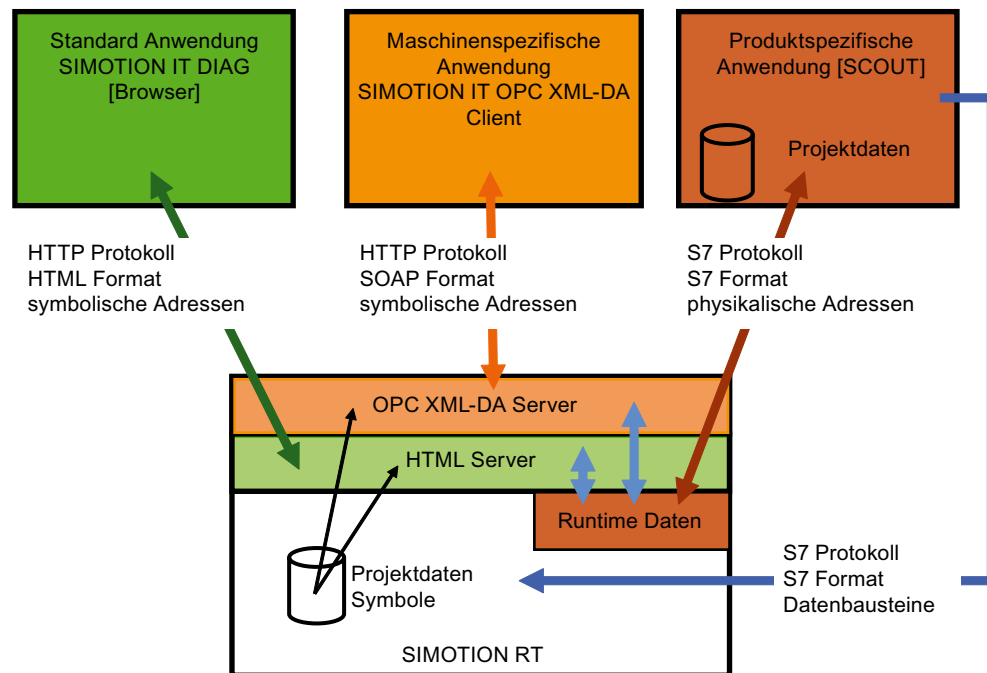 Standard Anwendung
SIMOTION IT DIAG
[Browser]
Maschinenspezifische
Anwendung
SIMOTION IT OPC XML-DA
Client
Produktspezifische
Anwendung [SCOUT]
Projektdaten
HTTP Protokoll
HTML Format
symbolische Adressen
HTTP Protokoll
SOAP Format
symbolische Adressen
S7 Protokoll
S7 Format
physikalische Adressen
OPC XML-DA Server
HTML Server
Runtime Daten
Projektdaten
Symbole
S7 Protokoll
S7 Format
Datenbausteine
SIMOTION RT